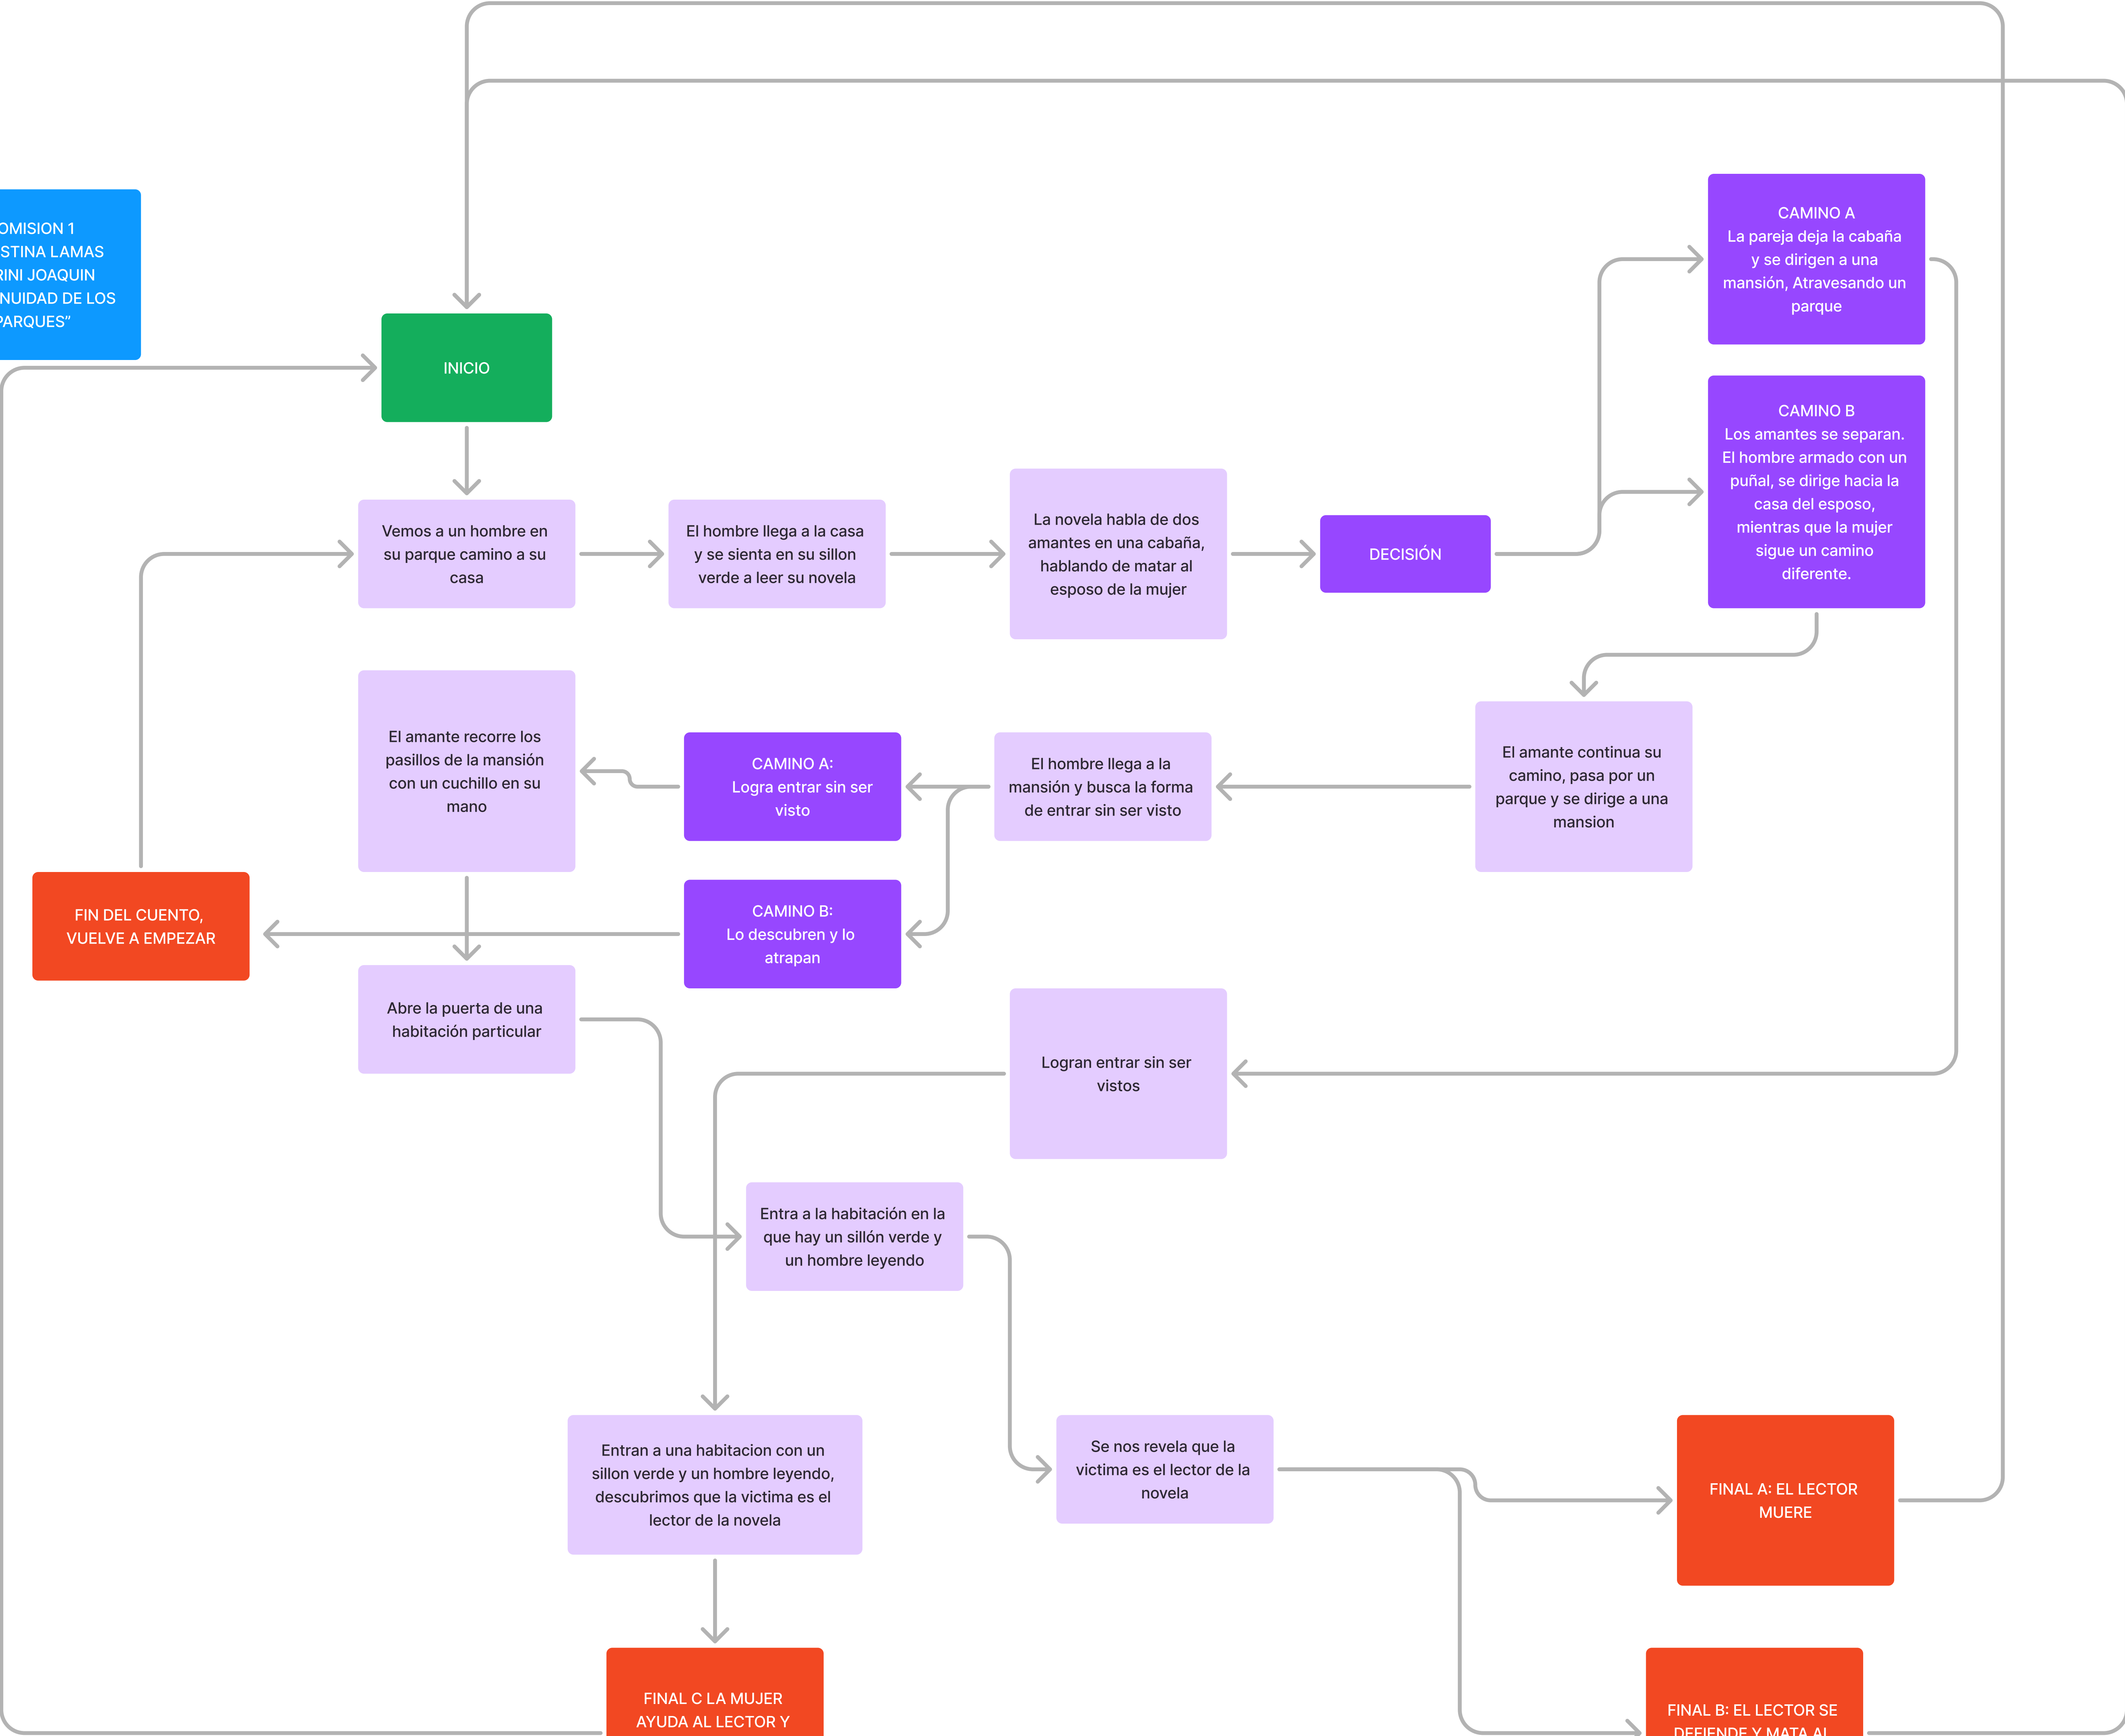 OMISION 1
STINA LAMAS
RINI JOAQUIN
NUIDAD DE LOS
PARQUES”
INICIO
CAMINO A
La pareja deja la cabaña
y se dirigen a una
mansión, Atravesando un
parque
CAMINO B
Los amantes se separan.
El hombre armado con un
puñal, se dirige hacia la
casa del esposo,
mientras que la mujer
sigue un camino
diferente.
Vemos a un hombre en
su parque camino a su
casa
El hombre llega a la casa
y se sienta en su sillon
verde a leer su novela
La novela habla de dos
amantes en una cabaña,
hablando de matar al
esposo de la mujer
DECISIÓN
El amante recorre los
pasillos de la mansión
con un cuchillo en su
mano
CAMINO A:
Logra entrar sin ser
visto
El hombre llega a la
mansión y busca la forma
de entrar sin ser visto
El amante continua su
camino, pasa por un
parque y se dirige a una
mansion
FIN DEL CUENTO,
VUELVE A EMPEZAR
CAMINO B:
Lo descubren y lo
atrapan
Abre la puerta de una
habitación particular
Logran entrar sin ser
vistos
Entra a la habitación en la
que hay un sillón verde y
un hombre leyendo
Entran a una habitacion con un
sillon verde y un hombre leyendo,
descubrimos que la victima es el
lector de la novela
Se nos revela que la
victima es el lector de la
novela
FINAL A: EL LECTOR
MUERE
FINAL C LA MUJER
AYUDA AL LECTOR Y
FINAL B: EL LECTOR SE
DEFIENDE Y MATA AL